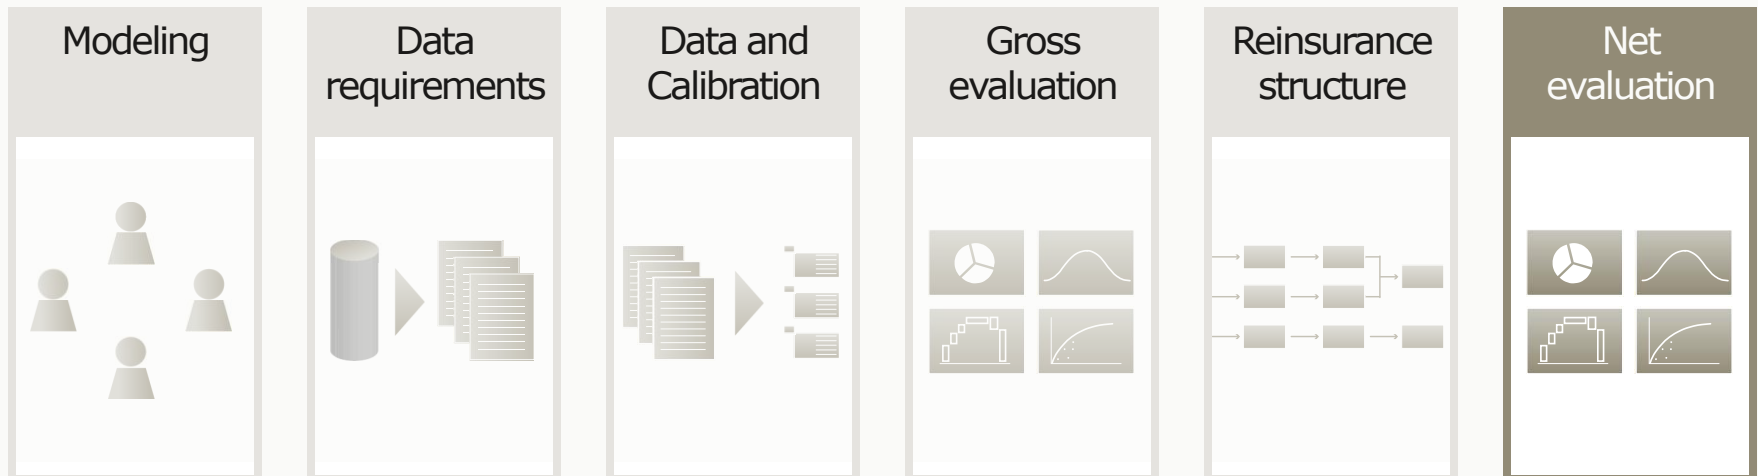 Modeling
Data
requirements
Data and
Calibration
Gross
evaluation
Reinsurance
structure
Net
evaluation